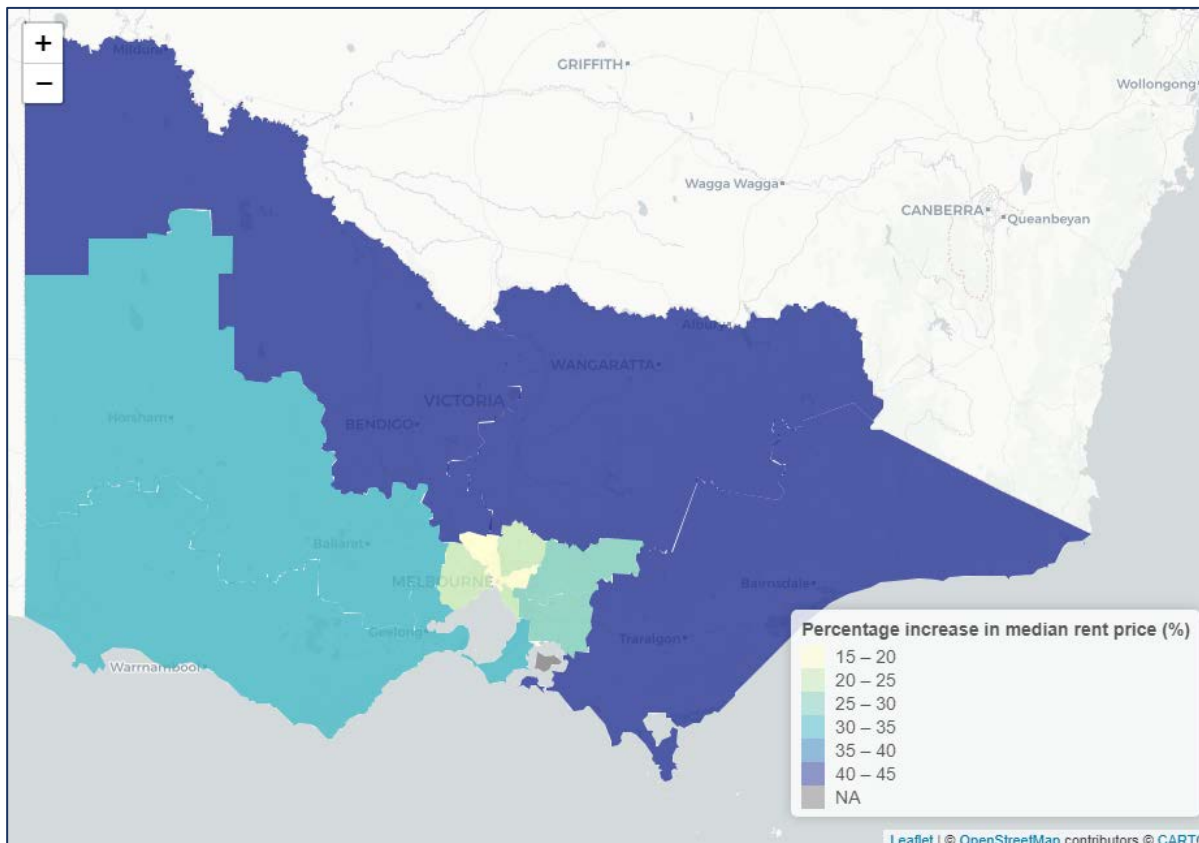 +
−
Mildura
GRIFFITH
Wollongong
Wagga Wagga
CANBERRA
Queanbeyan
Albury
WANGARATTA
VICTORIA
Horsham
BENDIGO
Ballarat
MELBOURNE
Bairnsdale
Geelong
Traralgon
Warrnambool
Percentage increase in median rent price (%)
15 – 20
20 – 25
25 – 30
30 – 35
35 – 40
40 – 45
NA
Leaflet | © OpenStreetMap contributors © CARTO